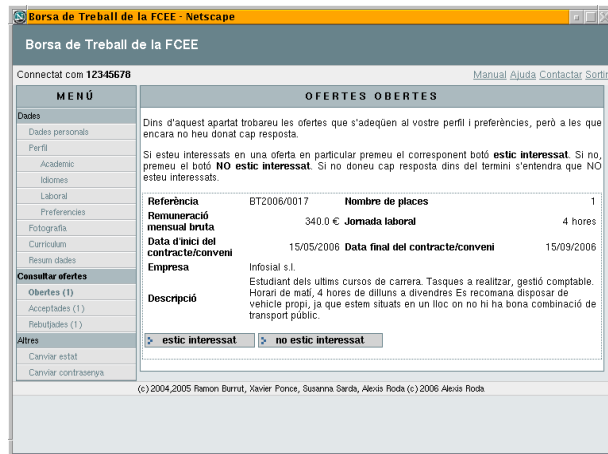 Borsa de Treball de la FCEE - Netscape
Borsa de Treball de la FCEE
Connectat com 12345678
Manual Ajuda Contactar Sortir
MENÚ
Dades
Dades personals
Perfil
Academic
Idiomes
Laboral
Preferencies
Fotografia
Curriculum
Resum dades
Consultar ofertes
Obertes (1)
Acceptades (1)
Rebutjades (1)
Altres
Canviar estat
Canviar contrasenya
OFERTES OBERTES
Dins d'aquest apartat trobareu les ofertes que s'adeqüen al vostre perfil i preferències, però a les que
encara no heu donat cap resposta.
Si esteu interessats en una oferta en particular premeu el corresponent botó estic interessat. Si no,
premeu el botó NO estic interessat. Si no doneu cap resposta dins del termini s'entendra que NO
esteu interessats.
Referència BT2006/0017 Nombre de places 1
Remuneració
mensual bruta 340.0 € Jornada laboral 4 hores
Data d'inici del
contracte/conveni 15/05/2006 Data final del contracte/conveni 15/09/2006
Empresa Infosial s.l.
Descripció
Estudiant dels ultims cursos de carrera. Tasques a realitzar, gestió comptable.
Horari de matí, 4 hores de dilluns a divendres Es recomana disposar de
vehicle propi, ja que estem situats en un lloc on no hi ha bona combinació de
transport públic.
estic interessat no estic interessat
(c) 2004,2005 Ramon Burrut, Xavier Ponce, Susanna Sarda, Alexis Roda (c) 2006 Alexis Roda